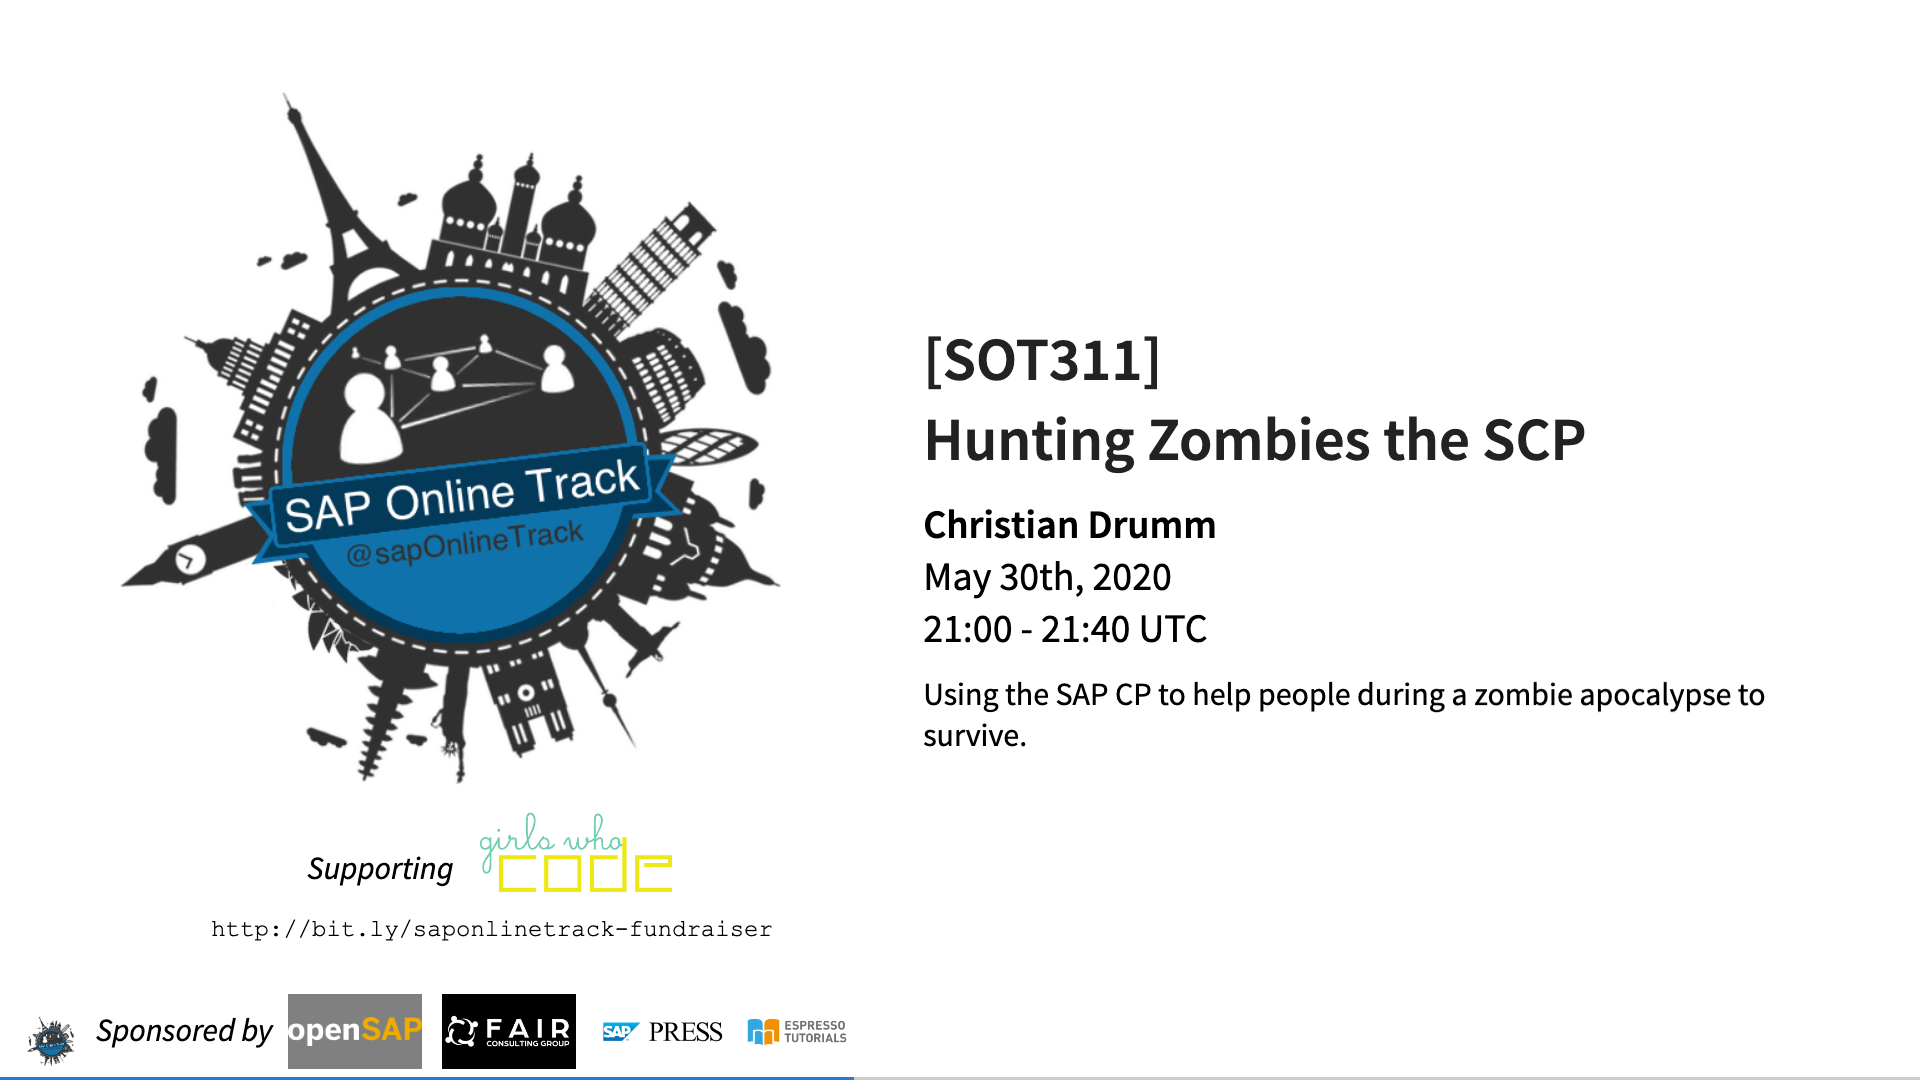 SAP Online Track
@sapOnlineTrack
[SOT311]
Hunting Zombies the SCP
Christian Drumm
May 30th, 2020
21:00 - 21:40 UTC
Using the SAP CP to help people during a zombie apocalypse to
survive.
Supporting
girls who
code
http://bit.ly/saponlinetrack-fundraiser
Sponsored by
openSAP
FAIR
CONSULTING GROUP
SAP PRESS
ESPRESSO
TUTORIALS